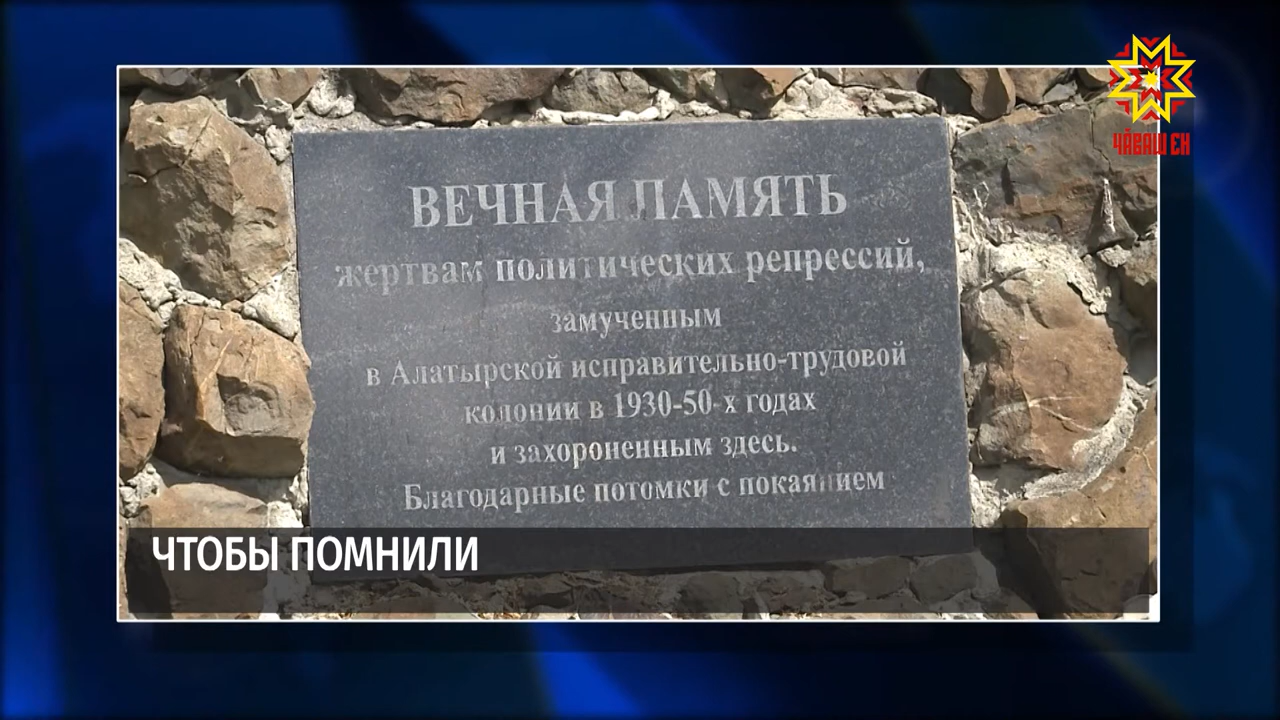 ЧӐВАШ ЕН
ВЕЧНАЯ ПАМЯТЬ
жертвам политических репрессий,
замученным
в Алатырской исправительно-трудовой
колонии в 1930-50-х годах
и захороненным здесь.
Благодарные потомки с покаянием
ЧТОБЫ ПОМНИЛИ